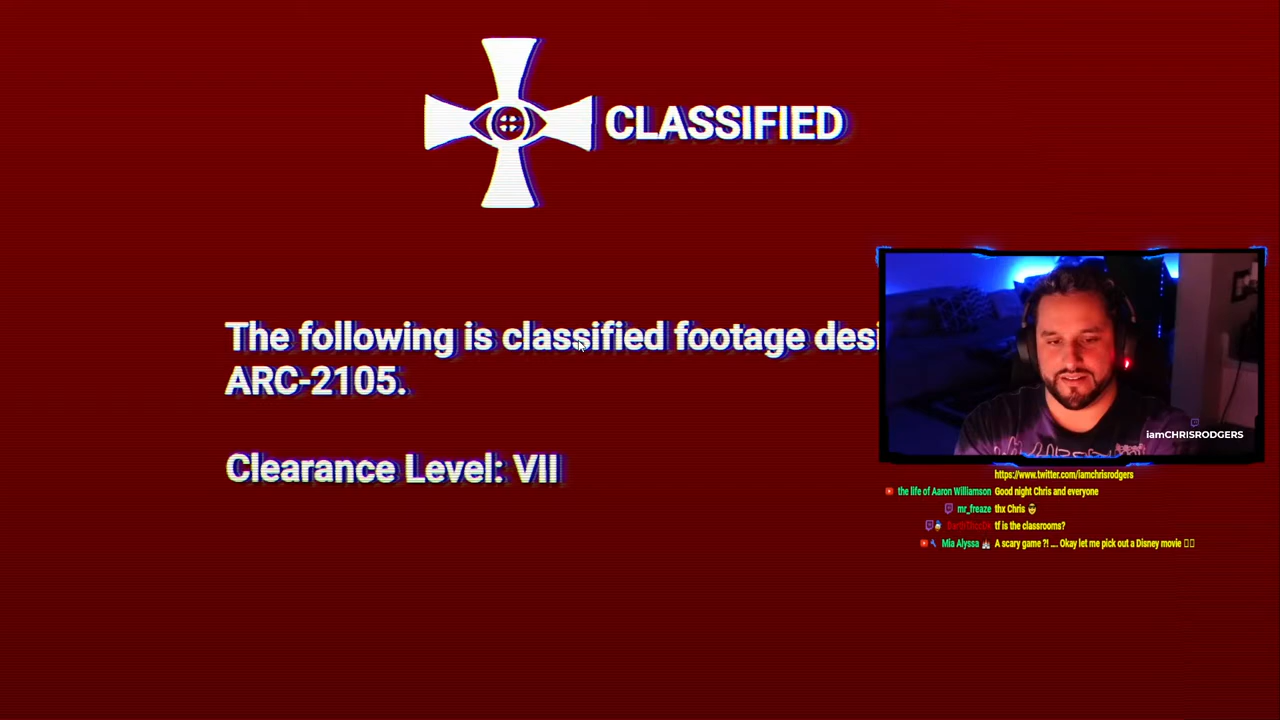 CLASSIFIED
The following is classified footage desi
ARC-2105.
Clearance Level: VII
iamCHRISRODGERS
https://www.twitter.com/iamchrisrodgers
the life of Aaron Williamson Good night Chris and everyone
mr_freaze thx Chris 😎
tf is the classrooms?
Mia Alyssa A scary game ?! ... Okay let me pick out a Disney movie